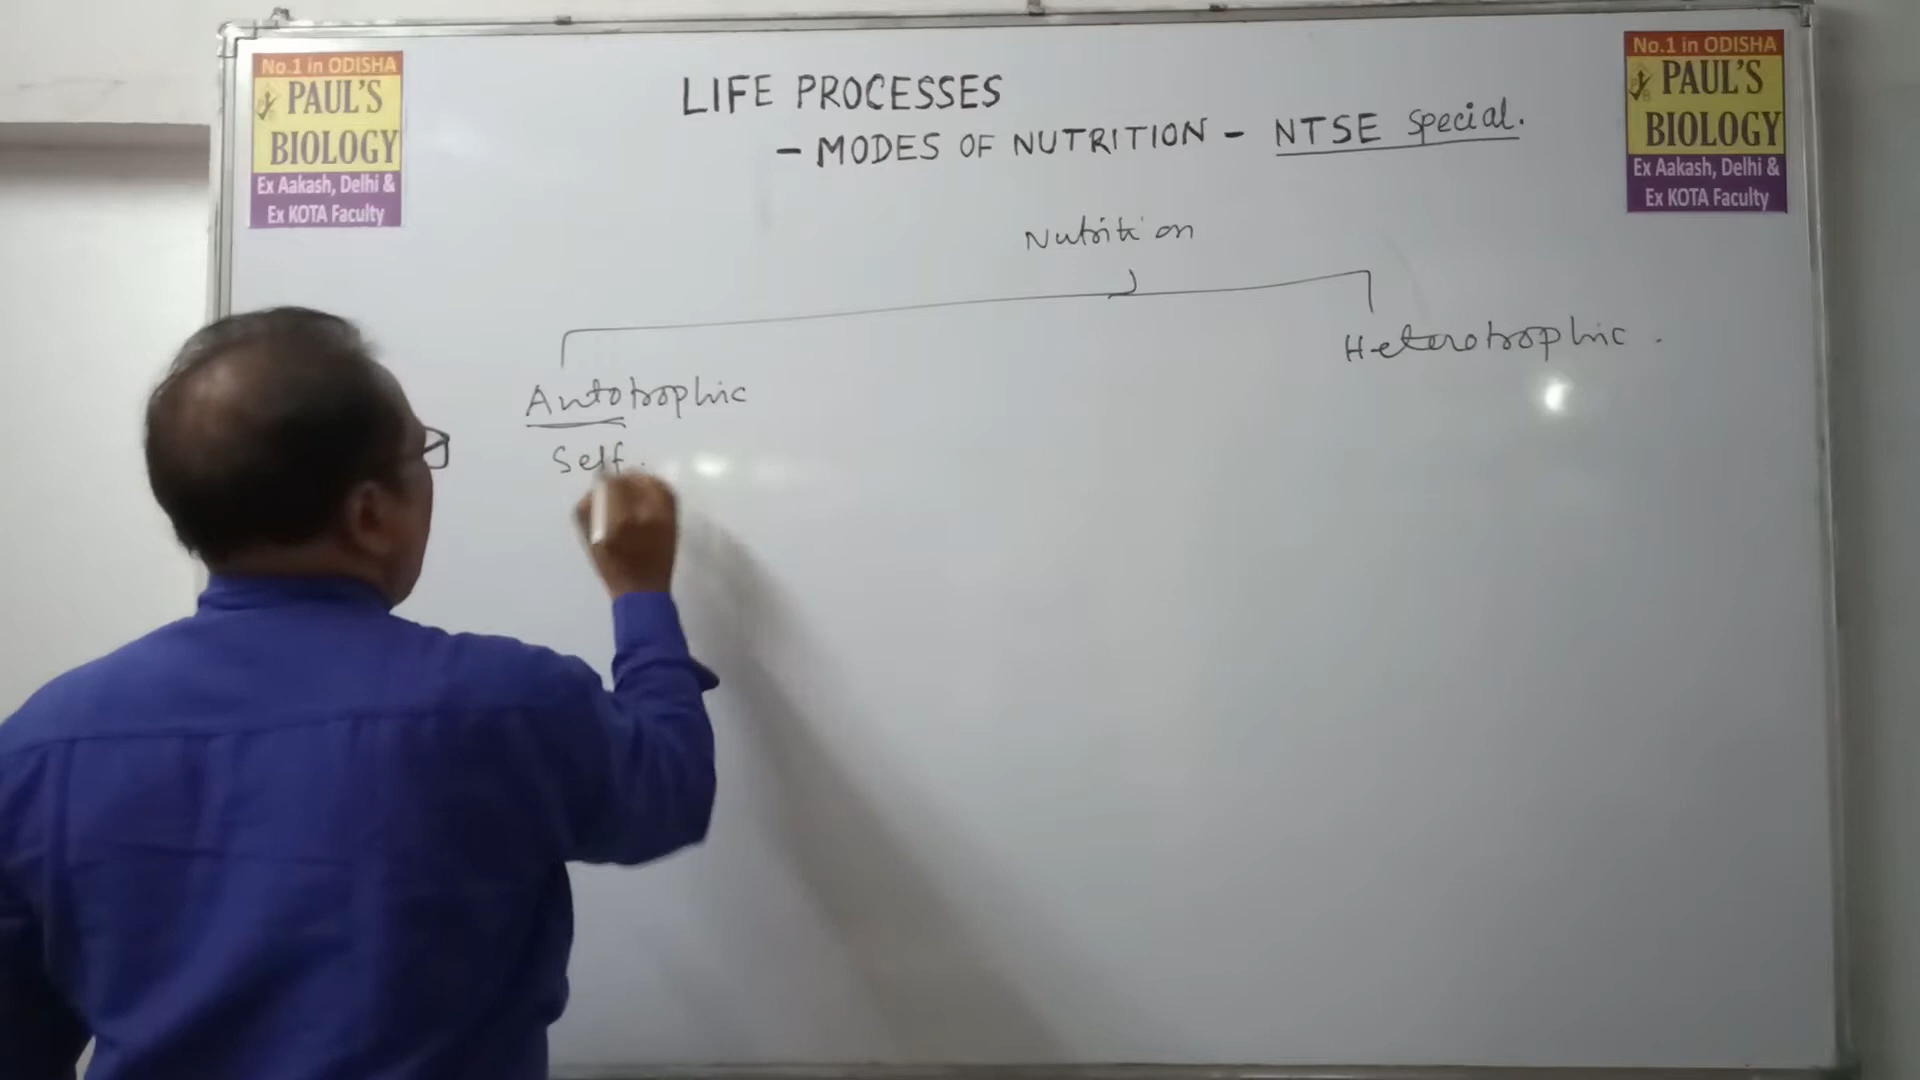 No.1 in ODISHA
PAUL'S
BIOLOGY
Ex Aakash, Delhi &
Ex KOTA Faculty
LIFE PROCESSES
- MODES OF NUTRITION - NTSE Special.
No.1 in ODISHA
PAUL'S
BIOLOGY
Ex Aakash, Delhi &
Ex KOTA Faculty
Nutrition
Autotrophic
Heterotrophic.
Self.